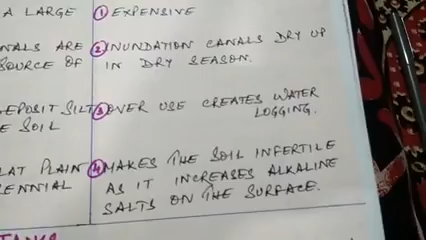 A LARGE
① EXPENSIVE
NALS ARE
② INUNDATION CANALS DRY UP
SOURCE OF
IN DRY SEASON.
DEPOSIT SILT
③ OVER USE CREATES WATER
LOGGING.
E SOIL
LAT PLAIN
④ MAKES THE SOIL INFERTILE
ENNIAL
AS IT INCREASES ALKALINE
SALTS ON THE SURFACE.